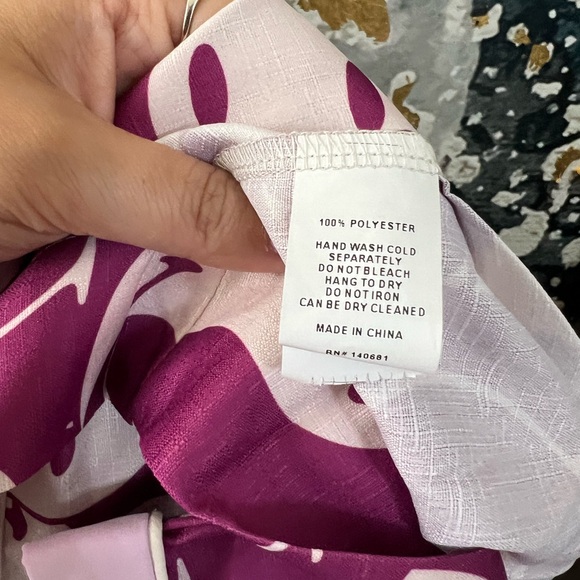 100% POLYESTER
HAND WASH COLD
SEPARATELY
DO NOT BLEACH
HANG TO DRY
DO NOT IRON
CAN BE DRY CLEANED
MADE IN CHINA
RN# 140681